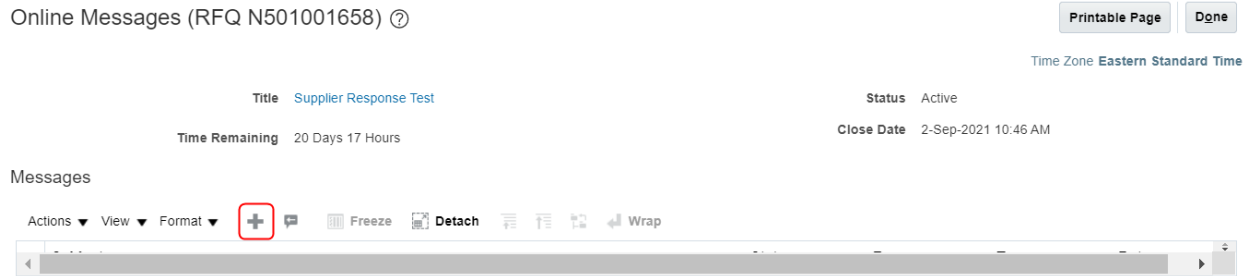 Online Messages (RFQ N501001658) ?
Printable Page Done
Time Zone Eastern Standard Time
Title Supplier Response Test Status Active
Time Remaining 20 Days 17 Hours Close Date 2-Sep-2021 10:46 AM
Messages
Actions View Format Freeze Detach Wrap